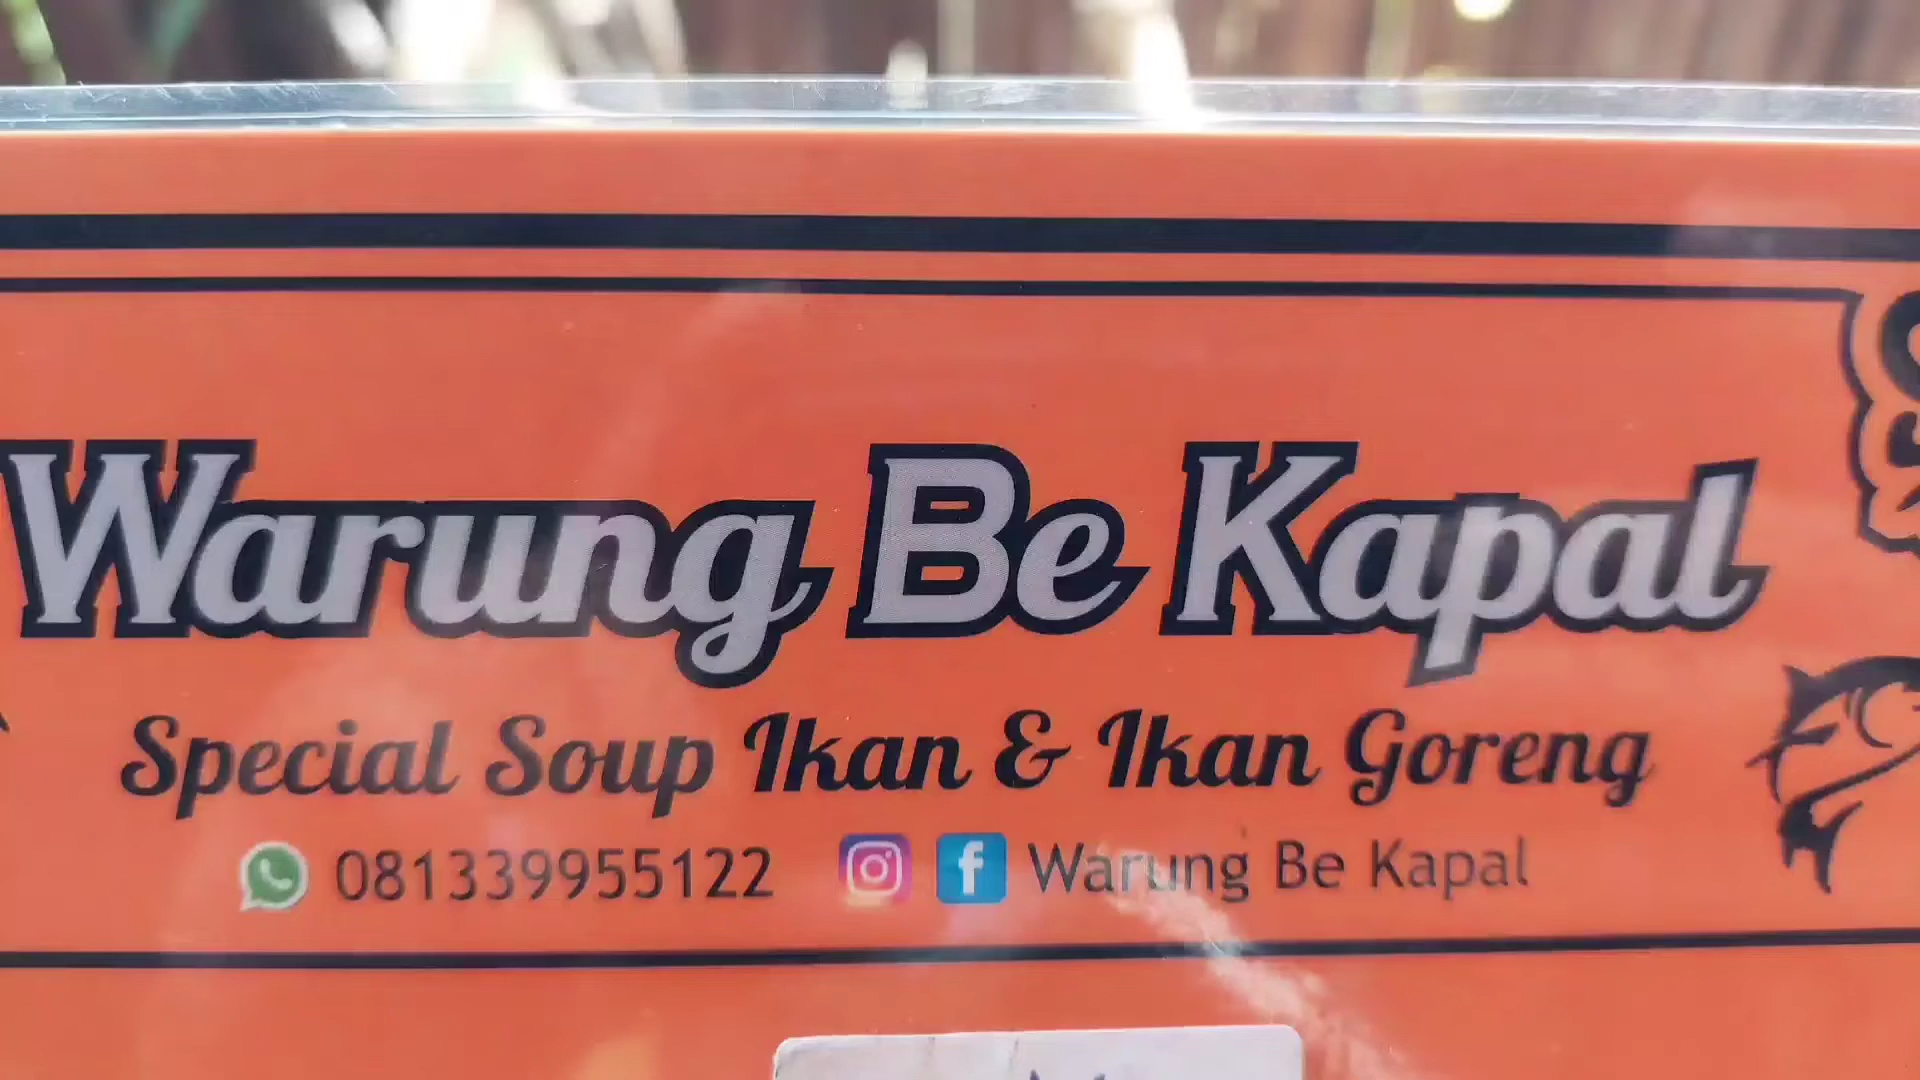 Warung Be Kapal
Special Soup Ikan & Ikan Goreng
081339955122 Warung Be Kapal